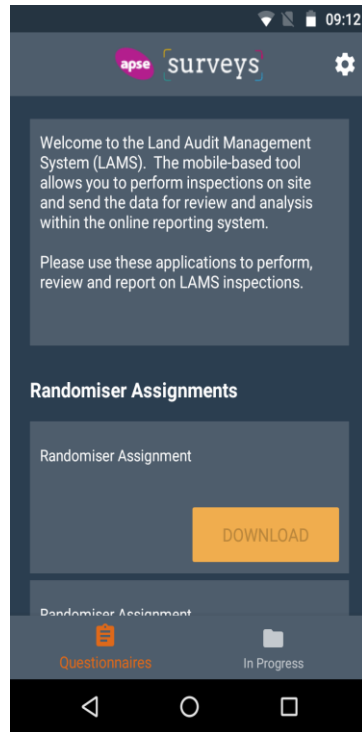 09:12
apse surveys
Welcome to the Land Audit Management
System (LAMS).  The mobile-based tool
allows you to perform inspections on site
and send the data for review and analysis
within the online reporting system.
Please use these applications to perform,
review and report on LAMS inspections.
Randomiser Assignments
Randomiser Assignment
DOWNLOAD
Randomiser Assignment
Questionnaires
In Progress